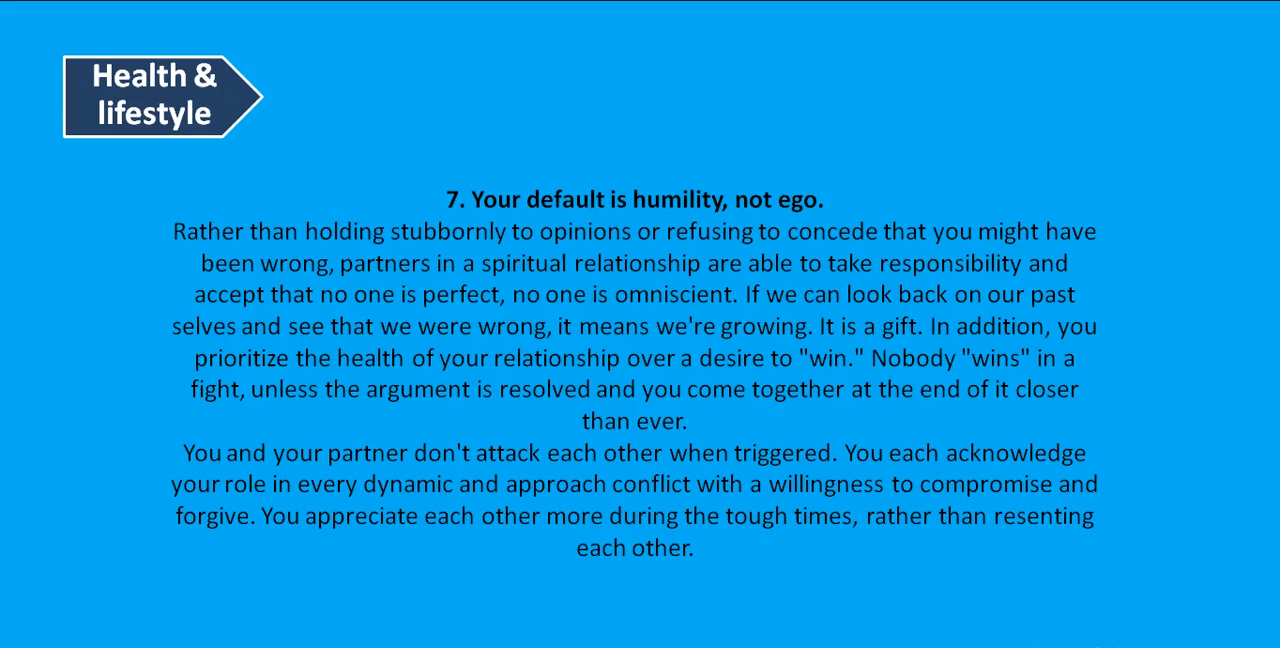 Health &
lifestyle
7. Your default is humility, not ego.
Rather than holding stubbornly to opinions or refusing to concede that you might have
been wrong, partners in a spiritual relationship are able to take responsibility and
accept that no one is perfect, no one is omniscient. If we can look back on our past
selves and see that we were wrong, it means we're growing. It is a gift. In addition, you
prioritize the health of your relationship over a desire to "win." Nobody "wins" in a
fight, unless the argument is resolved and you come together at the end of it closer
than ever.
You and your partner don't attack each other when triggered. You each acknowledge
your role in every dynamic and approach conflict with a willingness to compromise and
forgive. You appreciate each other more during the tough times, rather than resenting
each other.